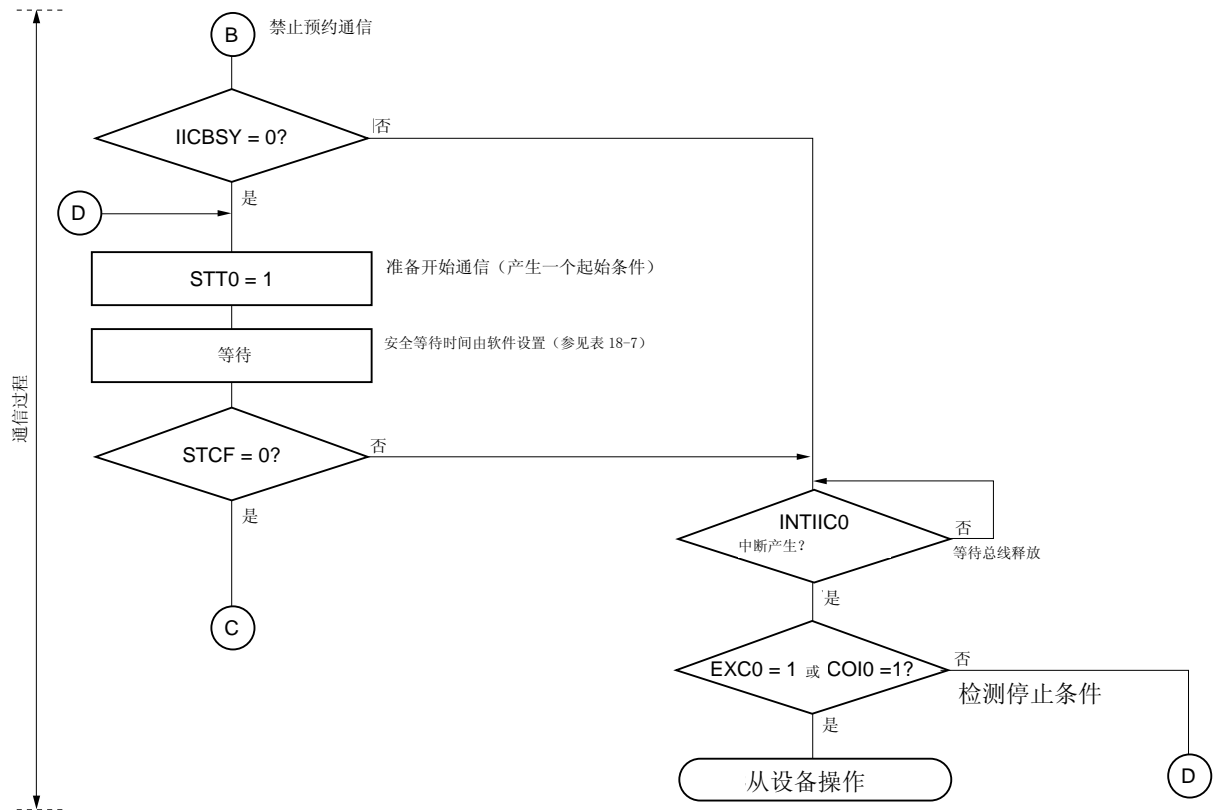 B
禁止预约通信
IICBSY = 0?
否
是
D
STT0 = 1
准备开始通信（产生一个起始条件）
等待
安全等待时间由软件设置（参见表 18-7）
通信过程
STCF = 0?
否
是
INTIIC0
中断产生？
否
等待总线释放
是
C
EXC0 = 1 或 COI0 =1?
否
检测停止条件
是
从设备操作
D